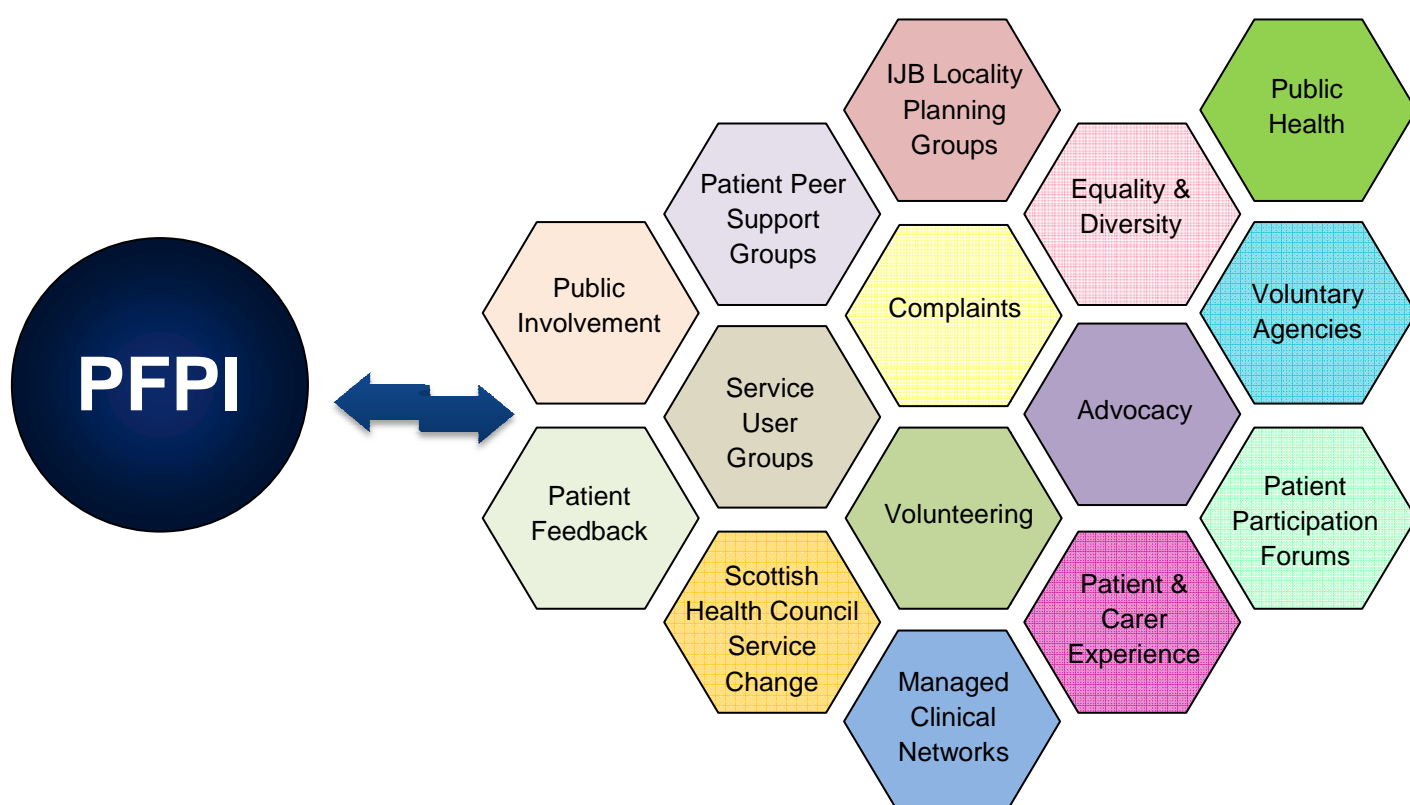 PFPI
IJB Locality
Planning
Groups
Public
Health
Patient Peer
Support
Groups
Equality &
Diversity
Public
Involvement
Complaints
Voluntary
Agencies
Service
User
Groups
Advocacy
Patient
Feedback
Volunteering
Patient
Participation
Forums
Scottish
Health Council
Service
Change
Patient &
Carer
Experience
Managed
Clinical
Networks